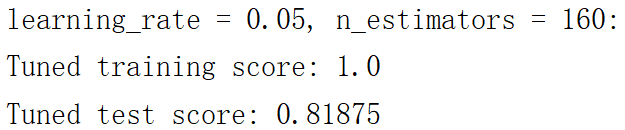 learning_rate = 0.05, n_estimators = 160:
Tuned training score: 1.0
Tuned test score: 0.81875